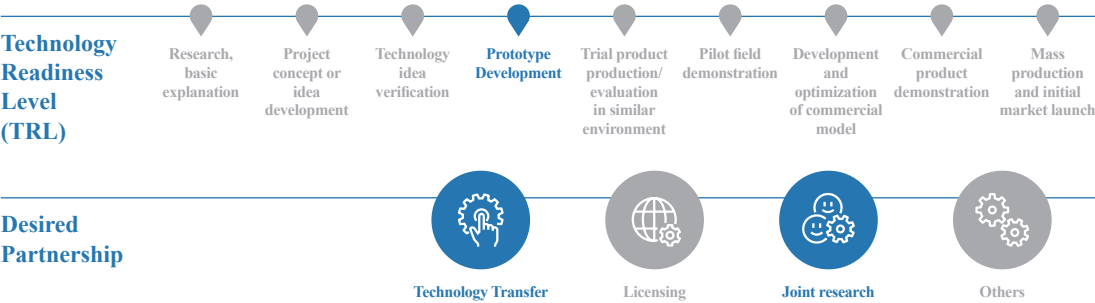 Technology
Readiness
Level
(TRL)
Research,
basic
explanation
Project
concept or
idea
development
Technology
idea
verification
Prototype
Development
Trial product
production/
evaluation
in similar
environment
Pilot field
demonstration
Development
and
optimization
of commercial
model
Commercial
product
demonstration
Mass
production
and initial
market launch
Desired
Partnership
Technology Transfer
Licensing
Joint research
Others